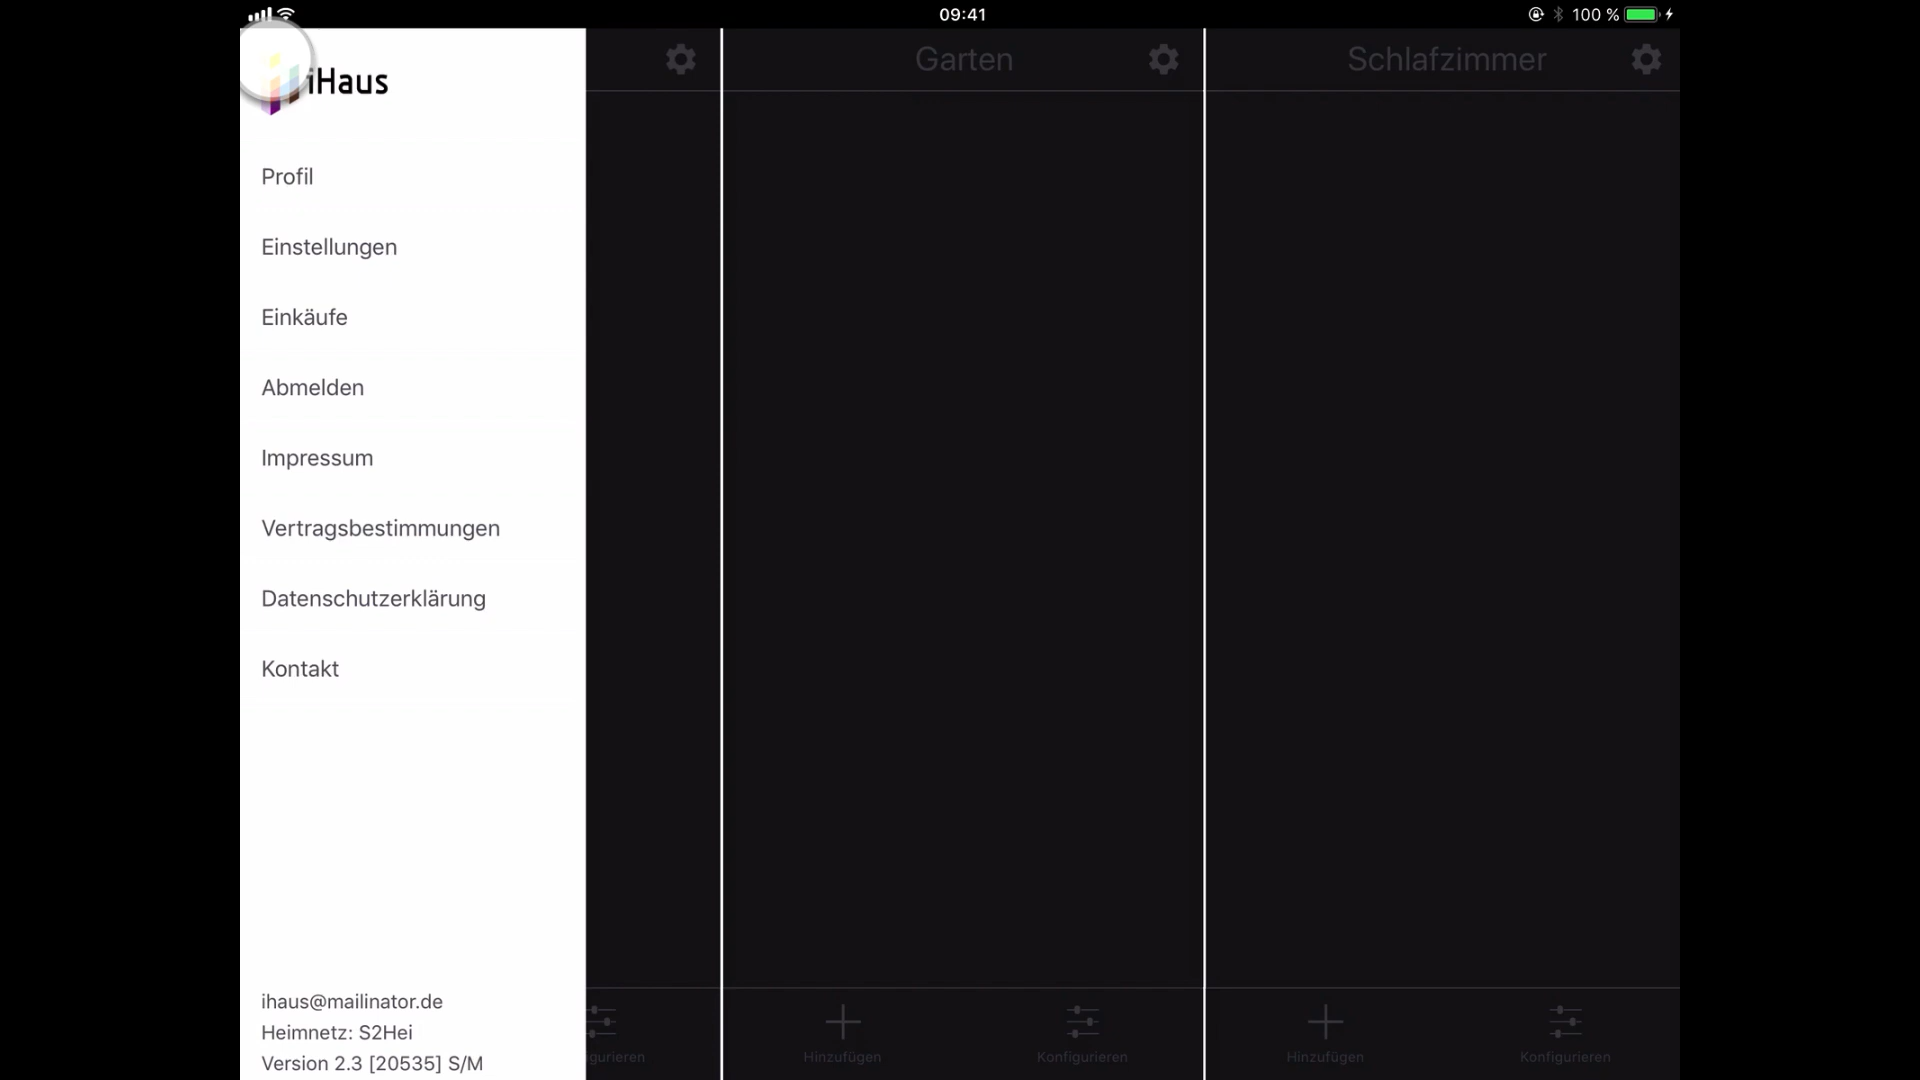 09:41
100 %
iHaus
Profil
Einstellungen
Einkäufe
Abmelden
Impressum
Vertragsbestimmungen
Datenschutzerklärung
Kontakt
ihaus@mailinator.de
Heimnetz: S2Hei
Version 2.3 [20535] S/M
gurieren
Garten
Hinzufügen
Konfigurieren
Schlafzimmer
Hinzufügen
Konfigurieren